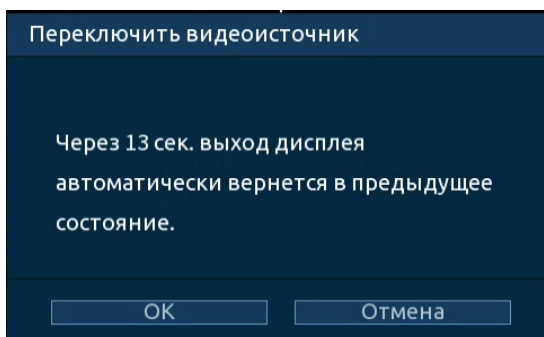 Переключить видеоисточник
Через 13 сек. выход дисплея
автоматически вернется в предыдущее
состояние.
OK
Отмена